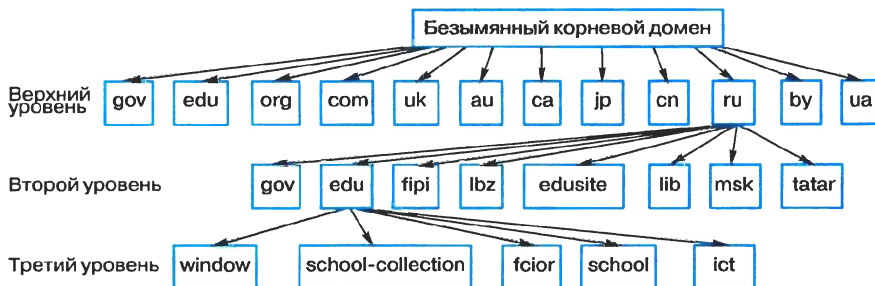 Безымянный корневой домен
Верхний уровень
gov edu org com uk au ca jp cn ru by ua
Второй уровень
gov edu fipi lbz edusite lib msk tatar
Третий уровень
window school-collection fcior school ict